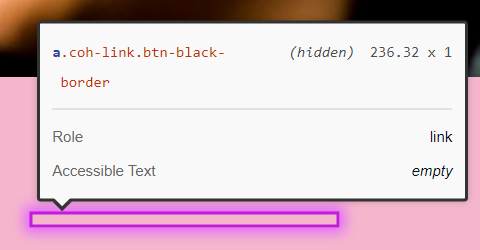 a.coh-link.btn-black- (hidden) 236.32 x 1
border
Role link
Accessible Text empty